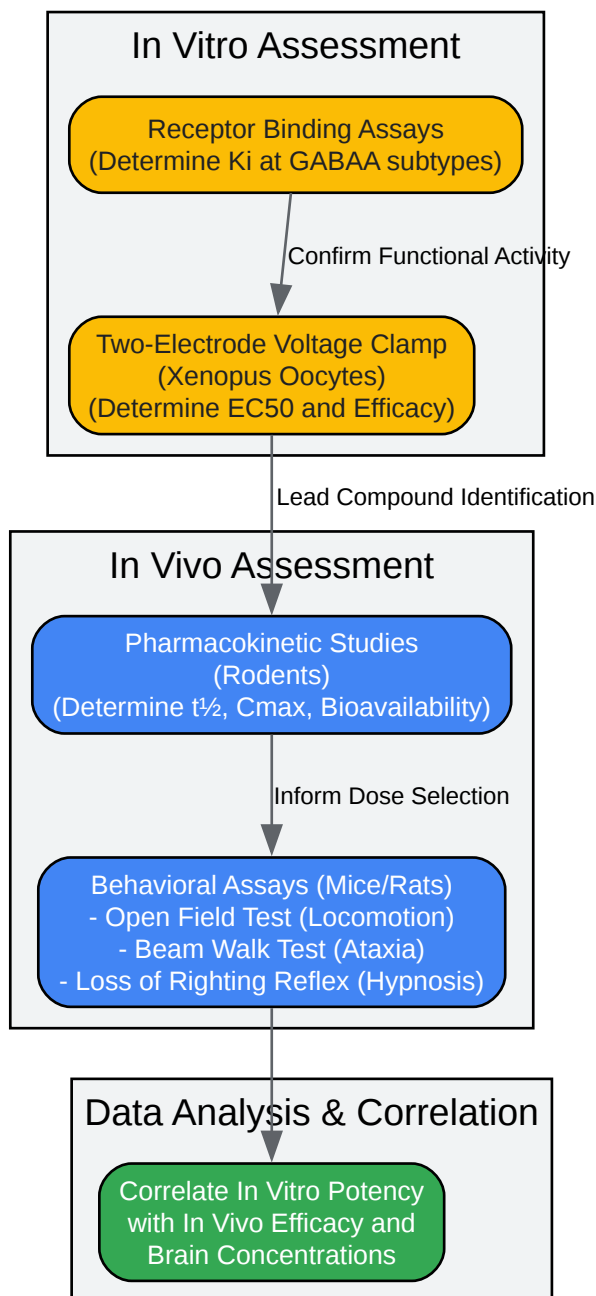 In Vitro Assessment
Receptor Binding Assays
(Determine Ki at GABAA subtypes)
Confirm Functional Activity
Two-Electrode Voltage Clamp
(Xenopus Oocytes)
(Determine EC50 and Efficacy)
Lead Compound Identification
In Vivo Assessment
Pharmacokinetic Studies
(Rodents)
(Determine t½, Cmax, Bioavailability)
Inform Dose Selection
Behavioral Assays (Mice/Rats)
- Open Field Test (Locomotion)
- Beam Walk Test (Ataxia)
- Loss of Righting Reflex (Hypnosis)
Data Analysis & Correlation
Correlate In Vitro Potency
with In Vivo Efficacy and
Brain Concentrations